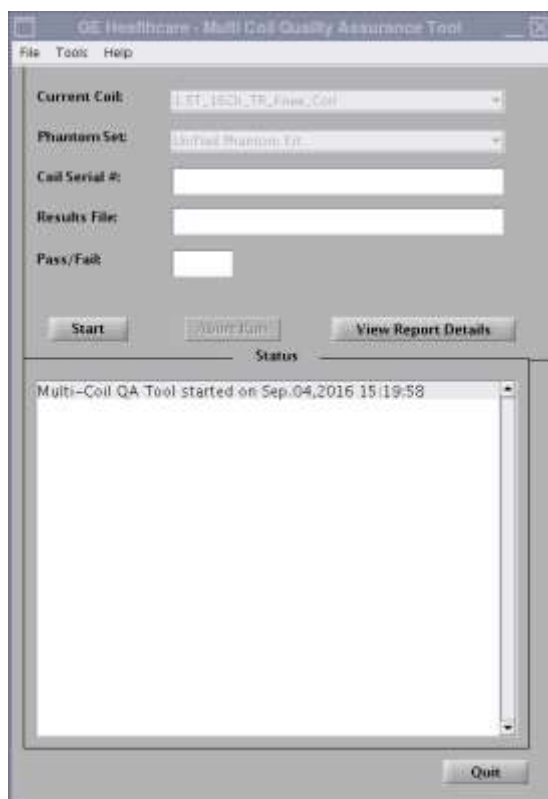 GE Healthcare - Multi Coil Quality Assurance Tool
File Tools Help
Current Coil: 1.5T_16Ch_TR_Knee_Coil
Phantom Set: Unified Phantom Kit
Coil Serial #:
Results File:
Pass/Fail:
Start Abort Run View Report Details
Status
Multi-Coil QA Tool started on Sep.04,2016 15:19:58
Quit